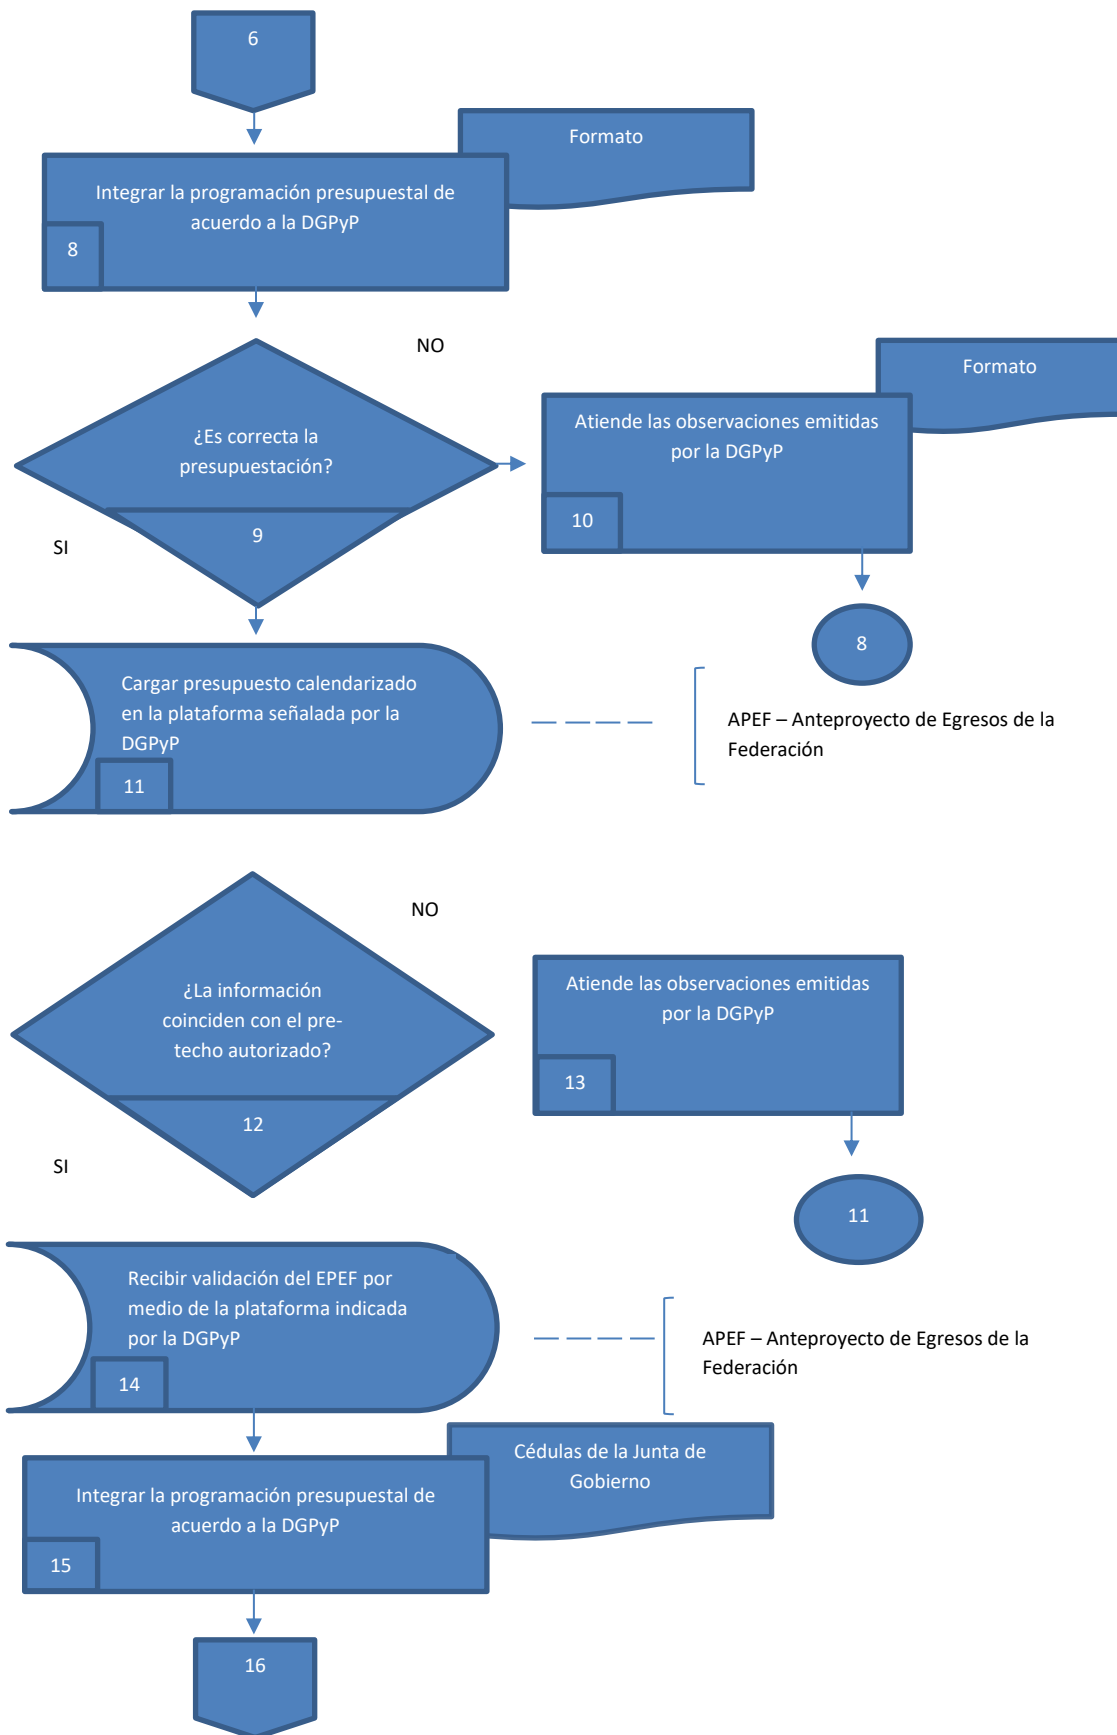 6
Formato
Integrar la programación presupuestal de
acuerdo a la DGPyP
8
NO
Formato
¿Es correcta la
presupuestación?
9
Atiende las observaciones emitidas
por la DGPyP
10
SI
8
Cargar presupuesto calendarizado
en la plataforma señalada por la
DGPyP
11
APEF – Anteproyecto de Egresos de la
Federación
NO
¿La información
coinciden con el pre-
techo autorizado?
12
Atiende las observaciones emitidas
por la DGPyP
13
SI
11
Recibir validación del EPEF por
medio de la plataforma indicada
por la DGPyP
14
APEF – Anteproyecto de Egresos de la
Federación
Cédulas de la Junta de
Gobierno
Integrar la programación presupuestal de
acuerdo a la DGPyP
15
16